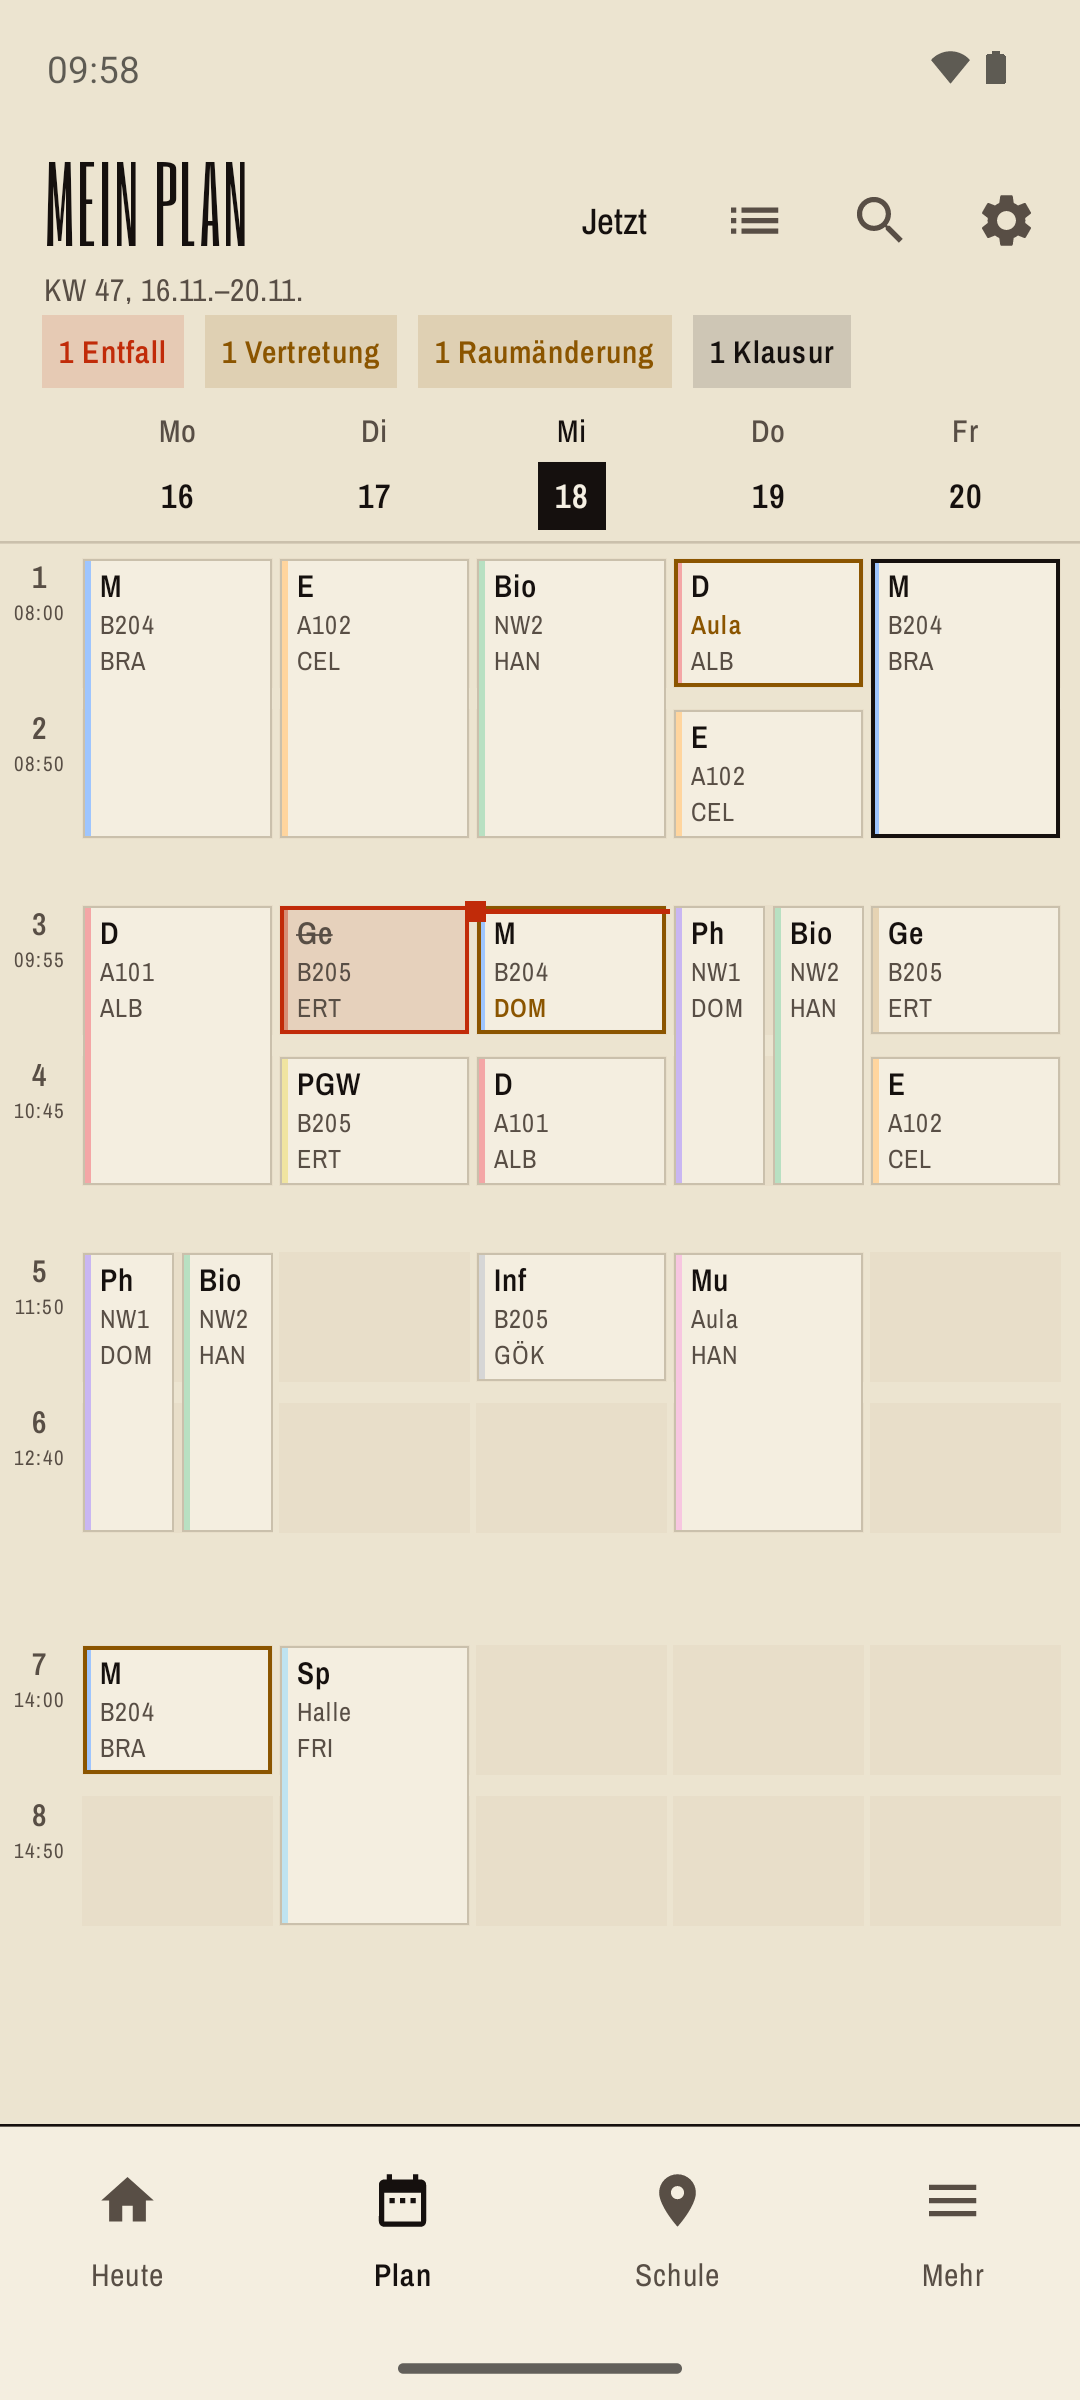 09:58
MEIN PLAN
Jetzt
KW 47, 16.11.–20.11.
1 Entfall
1 Vertretung
1 Raumänderung
1 Klausur
Mo Di Mi Do Fr
16 17 18 19 20
1
08:00
M
B204
BRA
E
A102
CEL
Bio
NW2
HAN
D
Aula
ALB
M
B204
BRA
2
08:50
E
A102
CEL
3
09:55
D
A101
ALB
Ge
B205
ERT
M
B204
DOM
Ph
NW1
DOM
Bio
NW2
HAN
Ge
B205
ERT
4
10:45
PGW
B205
ERT
D
A101
ALB
E
A102
CEL
5
11:50
Ph
NW1
DOM
Bio
NW2
HAN
Inf
B205
GÖK
Mu
Aula
HAN
6
12:40
7
14:00
M
B204
BRA
Sp
Halle
FRI
8
14:50
Heute
Plan
Schule
Mehr